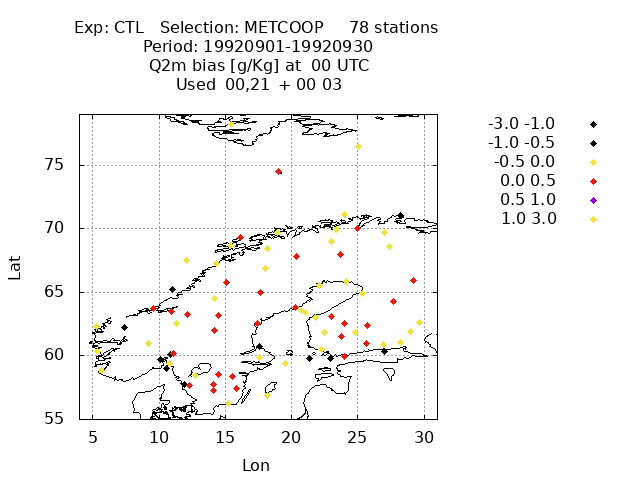 Exp: CTL Selection: METCOOP 78 stations
Period: 19920901-19920930
Q2m bias [g/Kg] at 00 UTC
Used 00,21 + 00 03
-3.0 -1.0
-1.0 -0.5
-0.5 0.0
0.0 0.5
0.5 1.0
1.0 3.0
75
70
65
60
55
Lat
5 10 15 20 25 30
Lon